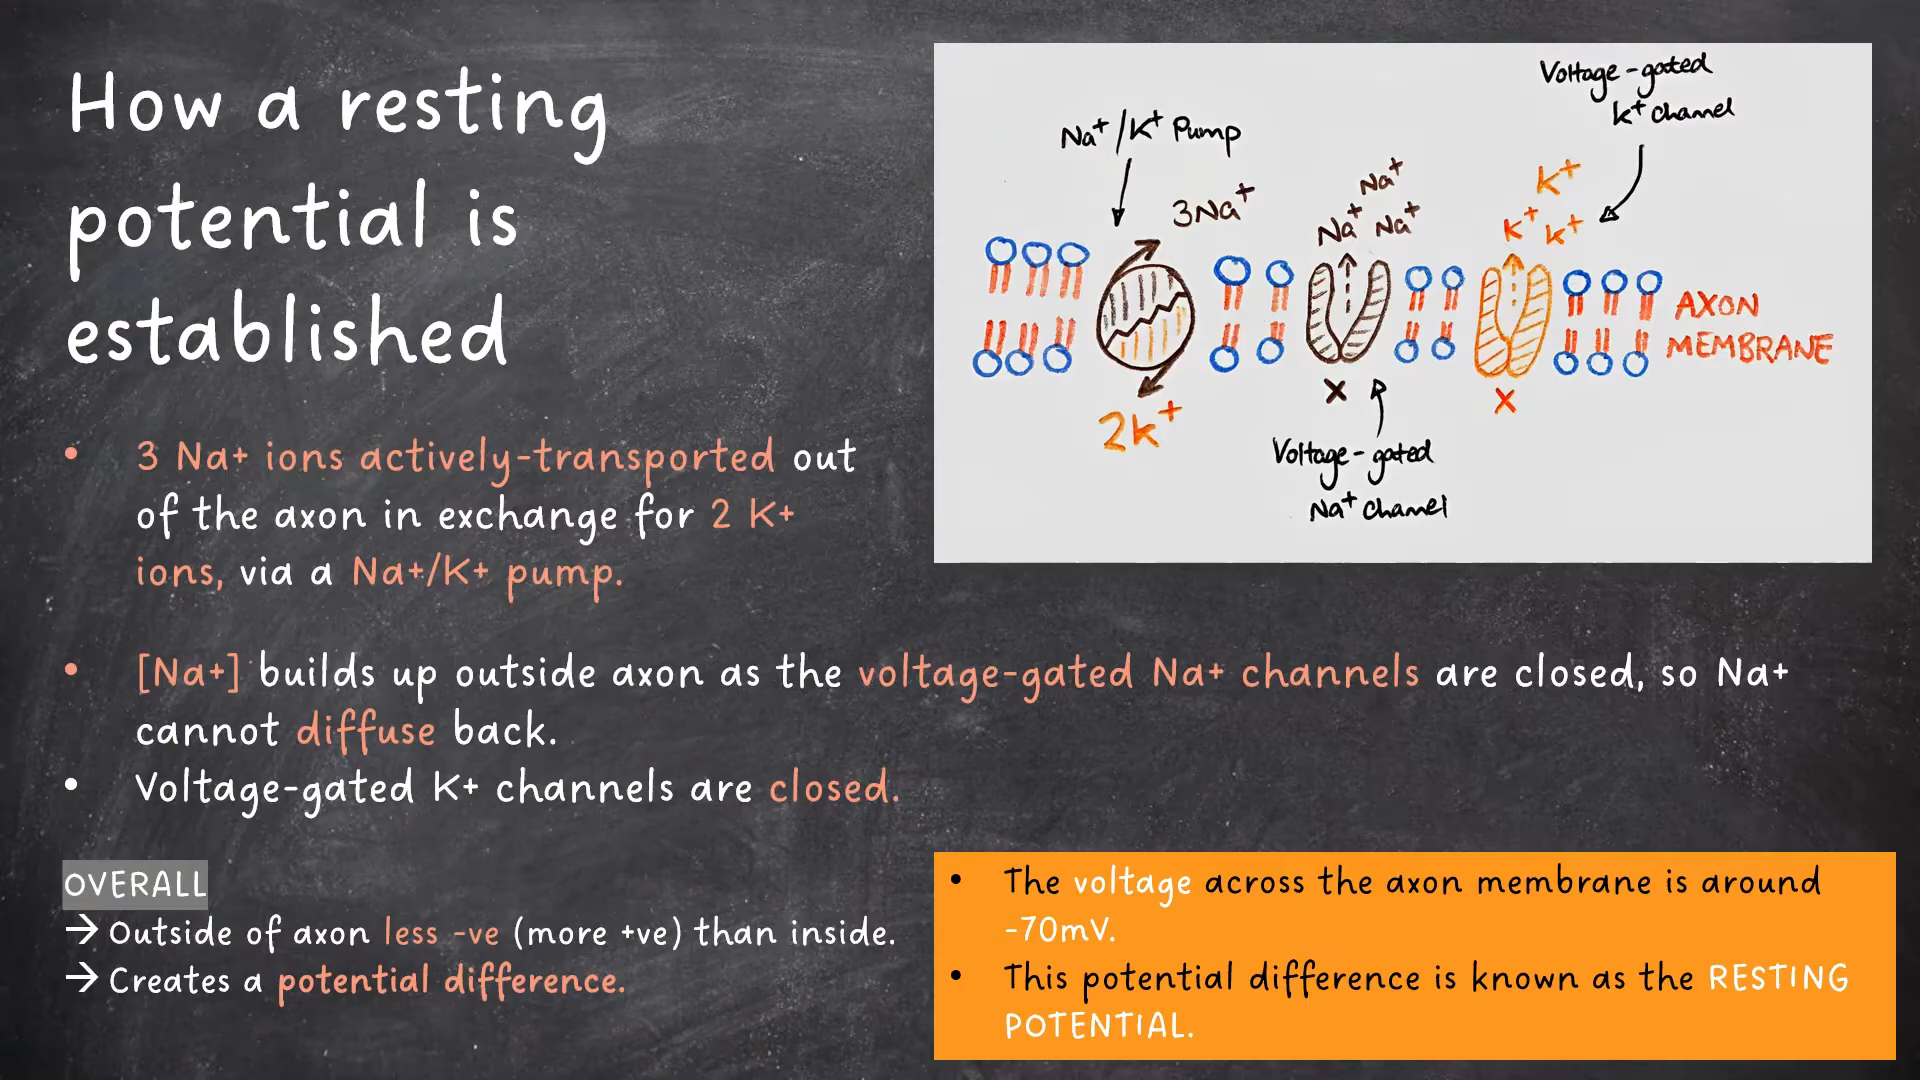 How a resting
potential is
established
• 3 Na+ ions actively-transported out
of the axon in exchange for 2 K+
ions, via a Na+/K+ pump.
• [Na+] builds up outside axon as the voltage-gated Na+ channels are closed, so Na+
cannot diffuse back.
• Voltage-gated K+ channels are closed.
OVERALL
→ Outside of axon less -ve (more +ve) than inside.
→ Creates a potential difference.
Voltage-gated
K+ channel
Na+/K+ Pump
3Na+
Na+
Na+ Na+
K+
K+ K+
AXON
MEMBRANE
2K+
X
X
Voltage-gated
Na+ channel
• The voltage across the axon membrane is around
-70mV.
• This potential difference is known as the RESTING
POTENTIAL.